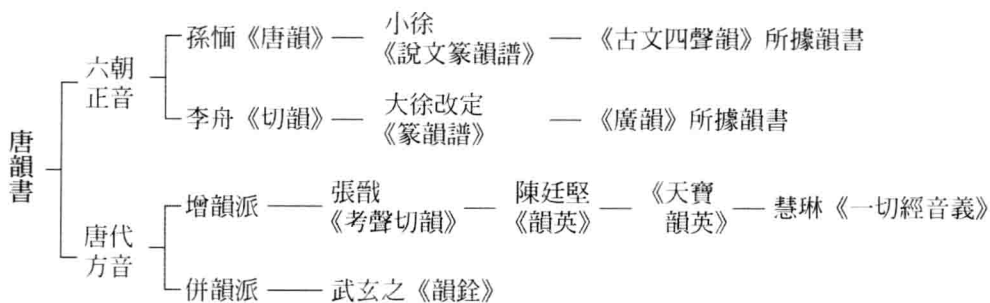 唐韻書
六朝
正音
孫愐《唐韻》
小徐
《說文篆韻譜》
《古文四聲韻》所據韻書
李舟《切韻》
大徐改定
《篆韻譜》
《廣韻》所據韻書
唐代
方音
增韻派
張戩
《考聲切韻》
陳廷堅
《韻英》
《天寶
韻英》
慧琳《一切經音義》
併韻派
武玄之《韻銓》